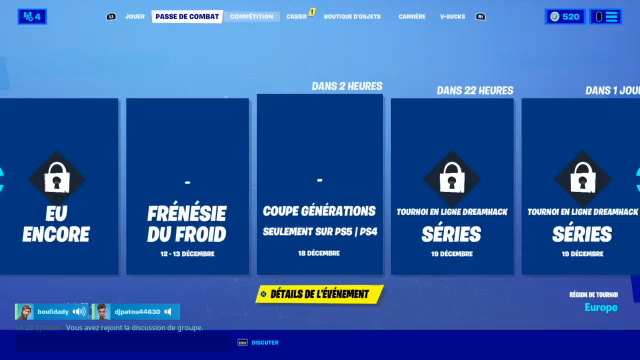 4
JOUER
PASSE DE COMBAT
COMPÉTITION
CASIER
BOUTIQUE D'OBJETS
CARRIÈRE
V-BUCKS
520
0
DANS 2 HEURES
DANS 22 HEURES
DANS 1 JOU
EU
ENCORE
FRÉNÉSIE
DU FROID
12 - 13 DÉCEMBRE
COUPE GÉNÉRATIONS
SEULEMENT SUR PS5 | PS4
18 DÉCEMBRE
TOURNOI EN LIGNE DREAMHACK
SÉRIES
19 DÉCEMBRE
TOURNOI EN LIGNE DREAMHACK
SÉRIES
19 DÉCEMBRE
DÉTAILS DE L'ÉVÉNEMENT
RÉGION DE TOURNOI
Europe
boulidady
djpatou44630
Vous avez rejoint la discussion de groupe.
DISCUTER